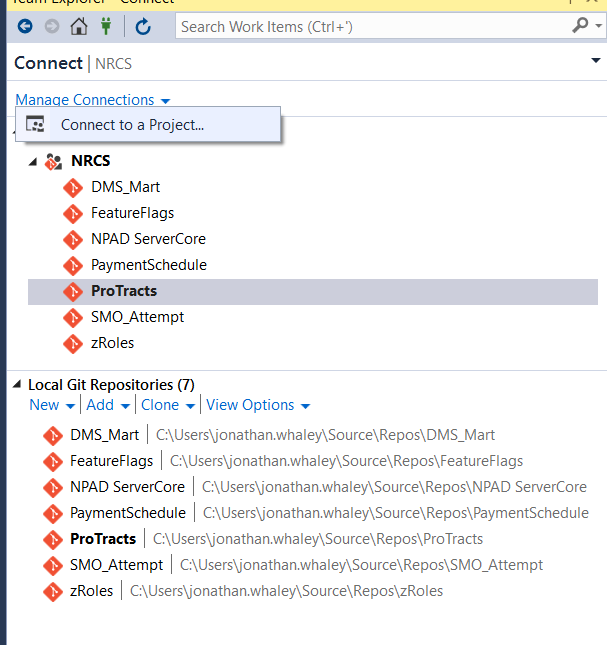 Team Explorer - Connect
Search Work Items (Ctrl+')
Connect | NRCS
Manage Connections
Connect to a Project...
NRCS
DMS_Mart
FeatureFlags
NPAD ServerCore
PaymentSchedule
ProTracts
SMO_Attempt
zRoles
Local Git Repositories (7)
New Add Clone View Options
DMS_Mart C:\Users\jonathan.whaley\Source\Repos\DMS_Mart
FeatureFlags C:\Users\jonathan.whaley\Source\Repos\FeatureFlags
NPAD ServerCore C:\Users\jonathan.whaley\Source\Repos\NPAD ServerCore
PaymentSchedule C:\Users\jonathan.whaley\Source\Repos\PaymentSchedule
ProTracts C:\Users\jonathan.whaley\Source\Repos\ProTracts
SMO_Attempt C:\Users\jonathan.whaley\Source\Repos\SMO_Attempt
zRoles C:\Users\jonathan.whaley\Source\Repos\zRoles